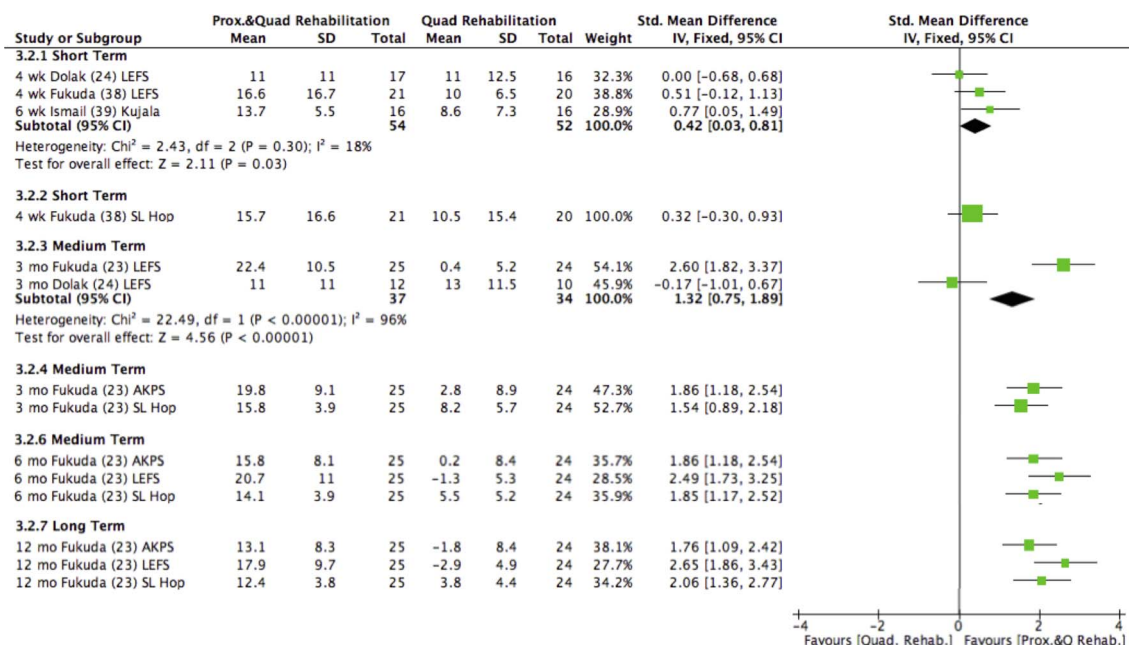 Prox.&Quad Rehabilitation Quad Rehabilitation Std. Mean Difference Std. Mean Difference
Study or Subgroup Mean SD Total Mean SD Total Weight IV, Fixed, 95% CI IV, Fixed, 95% CI
3.2.1 Short Term
4 wk Dolak (24) LEFS 11 11 17 11 12.5 16 32.3% 0.00 [-0.68, 0.68]
4 wk Fukuda (38) LEFS 16.6 16.7 21 10 6.5 20 38.8% 0.51 [-0.12, 1.13]
6 wk Ismail (39) Kujala 13.7 5.5 16 8.6 7.3 16 28.9% 0.77 [0.05, 1.49]
Subtotal (95% CI) 54 52 100.0% 0.42 [0.03, 0.81]
Heterogeneity: Chi² = 2.43, df = 2 (P = 0.30); I² = 18%
Test for overall effect: Z = 2.11 (P = 0.03)
3.2.2 Short Term
4 wk Fukuda (38) SL Hop 15.7 16.6 21 10.5 15.4 20 100.0% 0.32 [-0.30, 0.93]
3.2.3 Medium Term
3 mo Fukuda (23) LEFS 22.4 10.5 25 0.4 5.2 24 54.1% 2.60 [1.82, 3.37]
3 mo Dolak (24) LEFS 11 11 12 13 11.5 10 45.9% -0.17 [-1.01, 0.67]
Subtotal (95% CI) 37 34 100.0% 1.32 [0.75, 1.89]
Heterogeneity: Chi² = 22.49, df = 1 (P < 0.00001); I² = 96%
Test for overall effect: Z = 4.56 (P < 0.00001)
3.2.4 Medium Term
3 mo Fukuda (23) AKPS 19.8 9.1 25 2.8 8.9 24 47.3% 1.86 [1.18, 2.54]
3 mo Fukuda (23) SL Hop 15.8 3.9 25 8.2 5.7 24 52.7% 1.54 [0.89, 2.18]
3.2.6 Medium Term
6 mo Fukuda (23) AKPS 15.8 8.1 25 0.2 8.4 24 35.7% 1.86 [1.18, 2.54]
6 mo Fukuda (23) LEFS 20.7 11 25 -1.3 5.3 24 28.5% 2.49 [1.73, 3.25]
6 mo Fukuda (23) SL Hop 14.1 3.9 25 5.5 5.2 24 35.9% 1.85 [1.17, 2.52]
3.2.7 Long Term
12 mo Fukuda (23) AKPS 13.1 8.3 25 -1.8 8.4 24 38.1% 1.76 [1.09, 2.42]
12 mo Fukuda (23) LEFS 17.9 9.7 25 -2.9 4.9 24 27.7% 2.65 [1.86, 3.43]
12 mo Fukuda (23) SL Hop 12.4 3.8 25 3.8 4.4 24 34.2% 2.06 [1.36, 2.77]
-4 -2 0 2 4
Favours [Quad. Rehab.] Favours [Prox.&Q Rehab.]